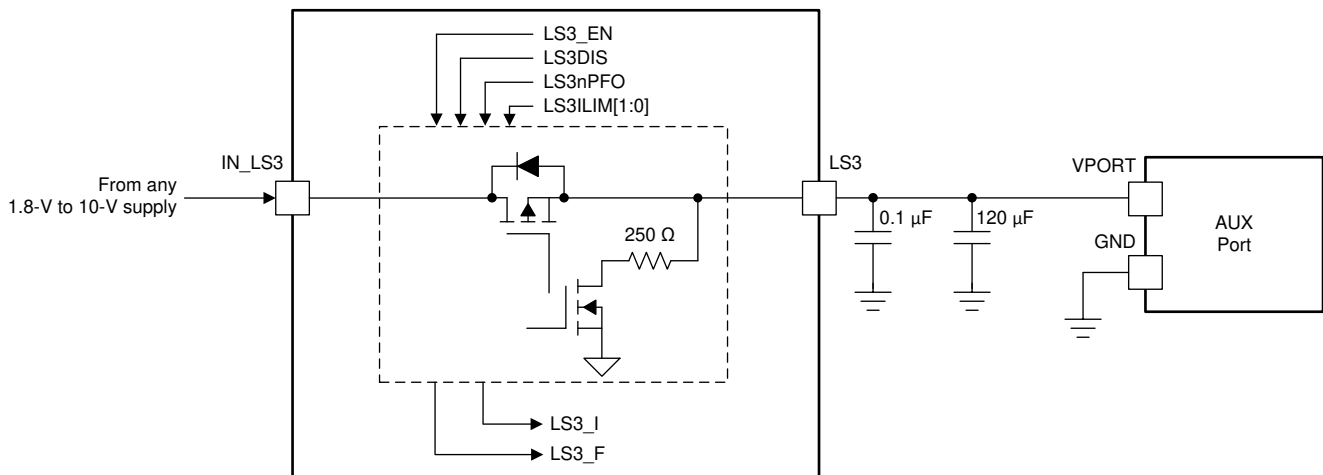 LS3_EN
LS3DIS
LS3nPFO
LS3ILIM[1:0]
IN_LS3
LS3
From any
1.8-V to 10-V supply
VPORT
0.1 µF
120 µF
250 Ω
GND
AUX
Port
LS3_I
LS3_F